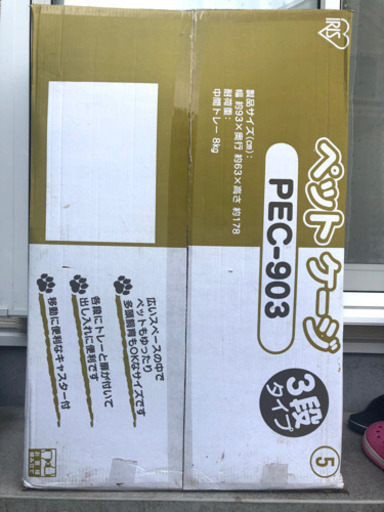 IRIS
ペットケージ
PEC-903
3段
タイプ
5
製品サイズ(cm):
幅 約93×奥行 約63×高さ 約178
耐荷重:
中間トレー 8kg
広いスペースの中で
ペットもゆったり
多頭飼育もOKなサイズです
各段にトレーと扉が付いて
出し入れに便利です
移動に便利なキャスター付